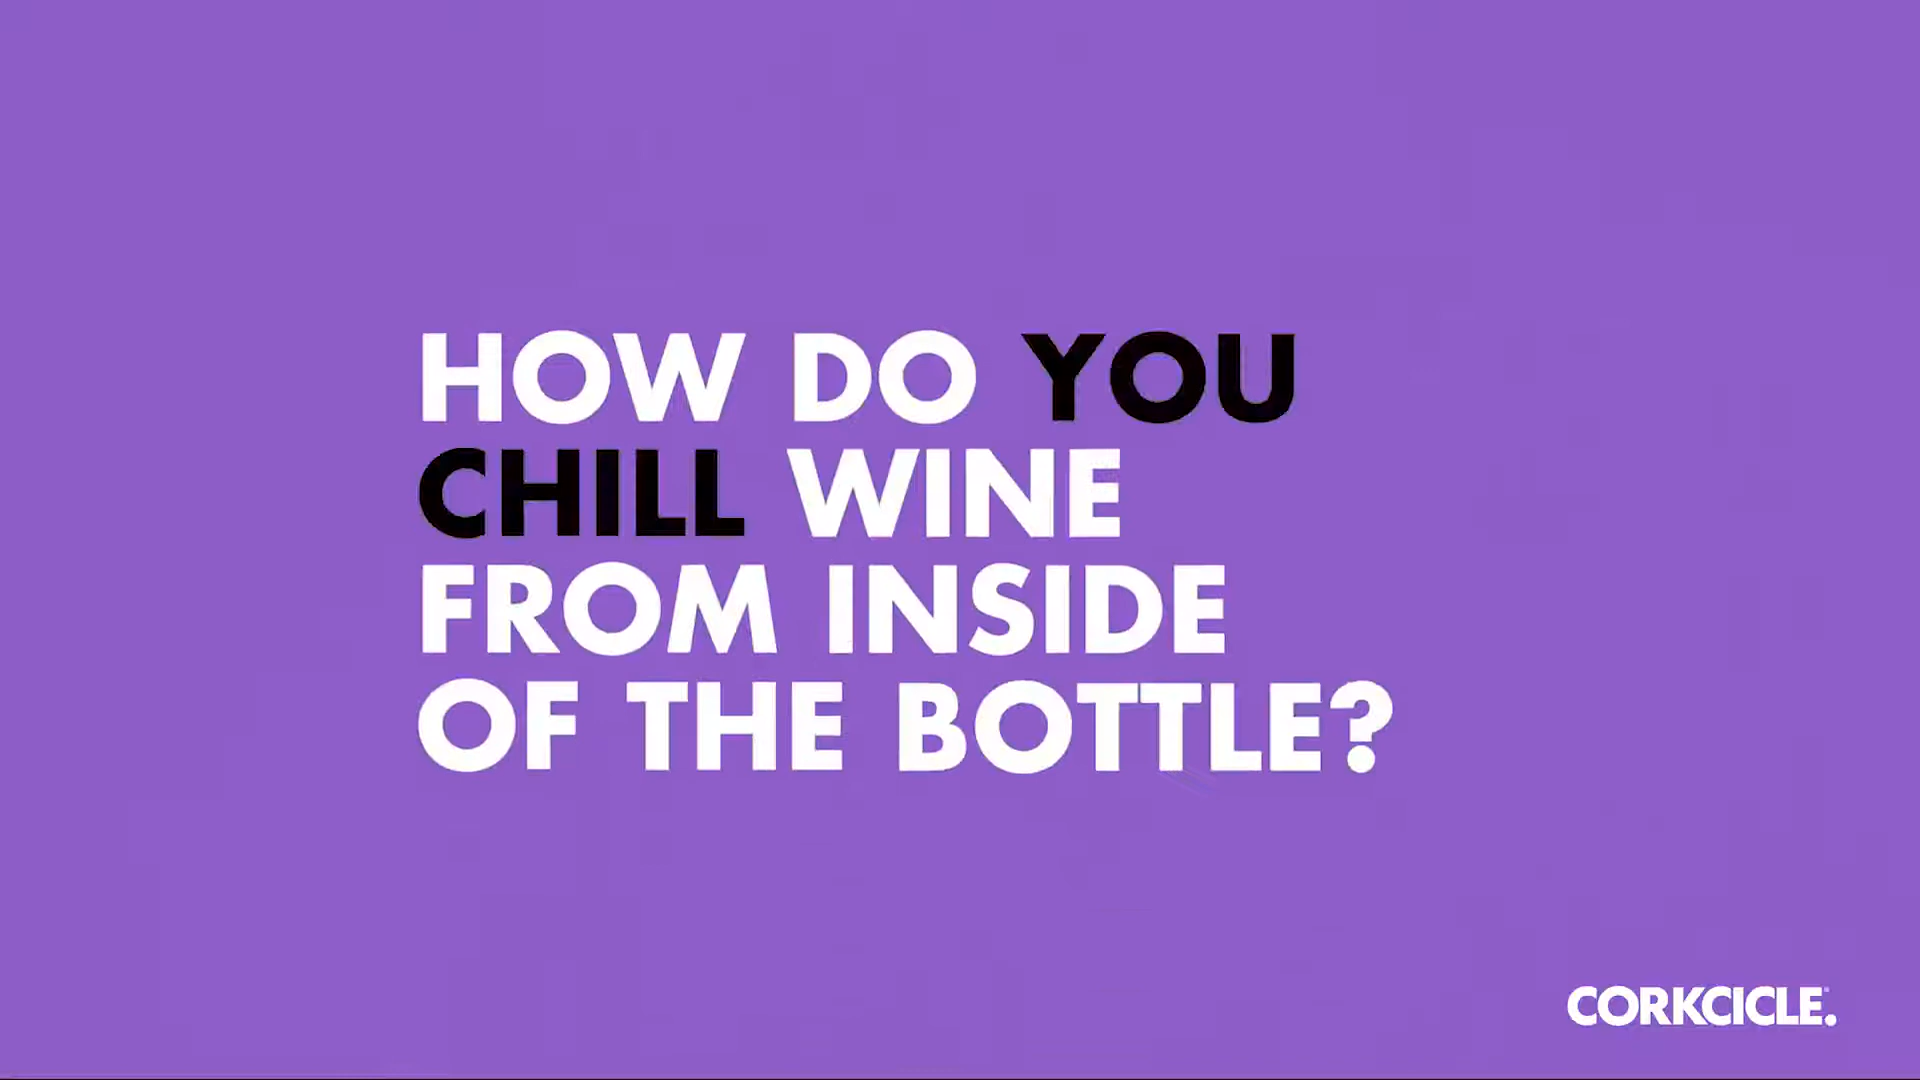 HOW DO YOU
CHILL WINE
FROM INSIDE
OF THE BOTTLE?
CORKCICLE.